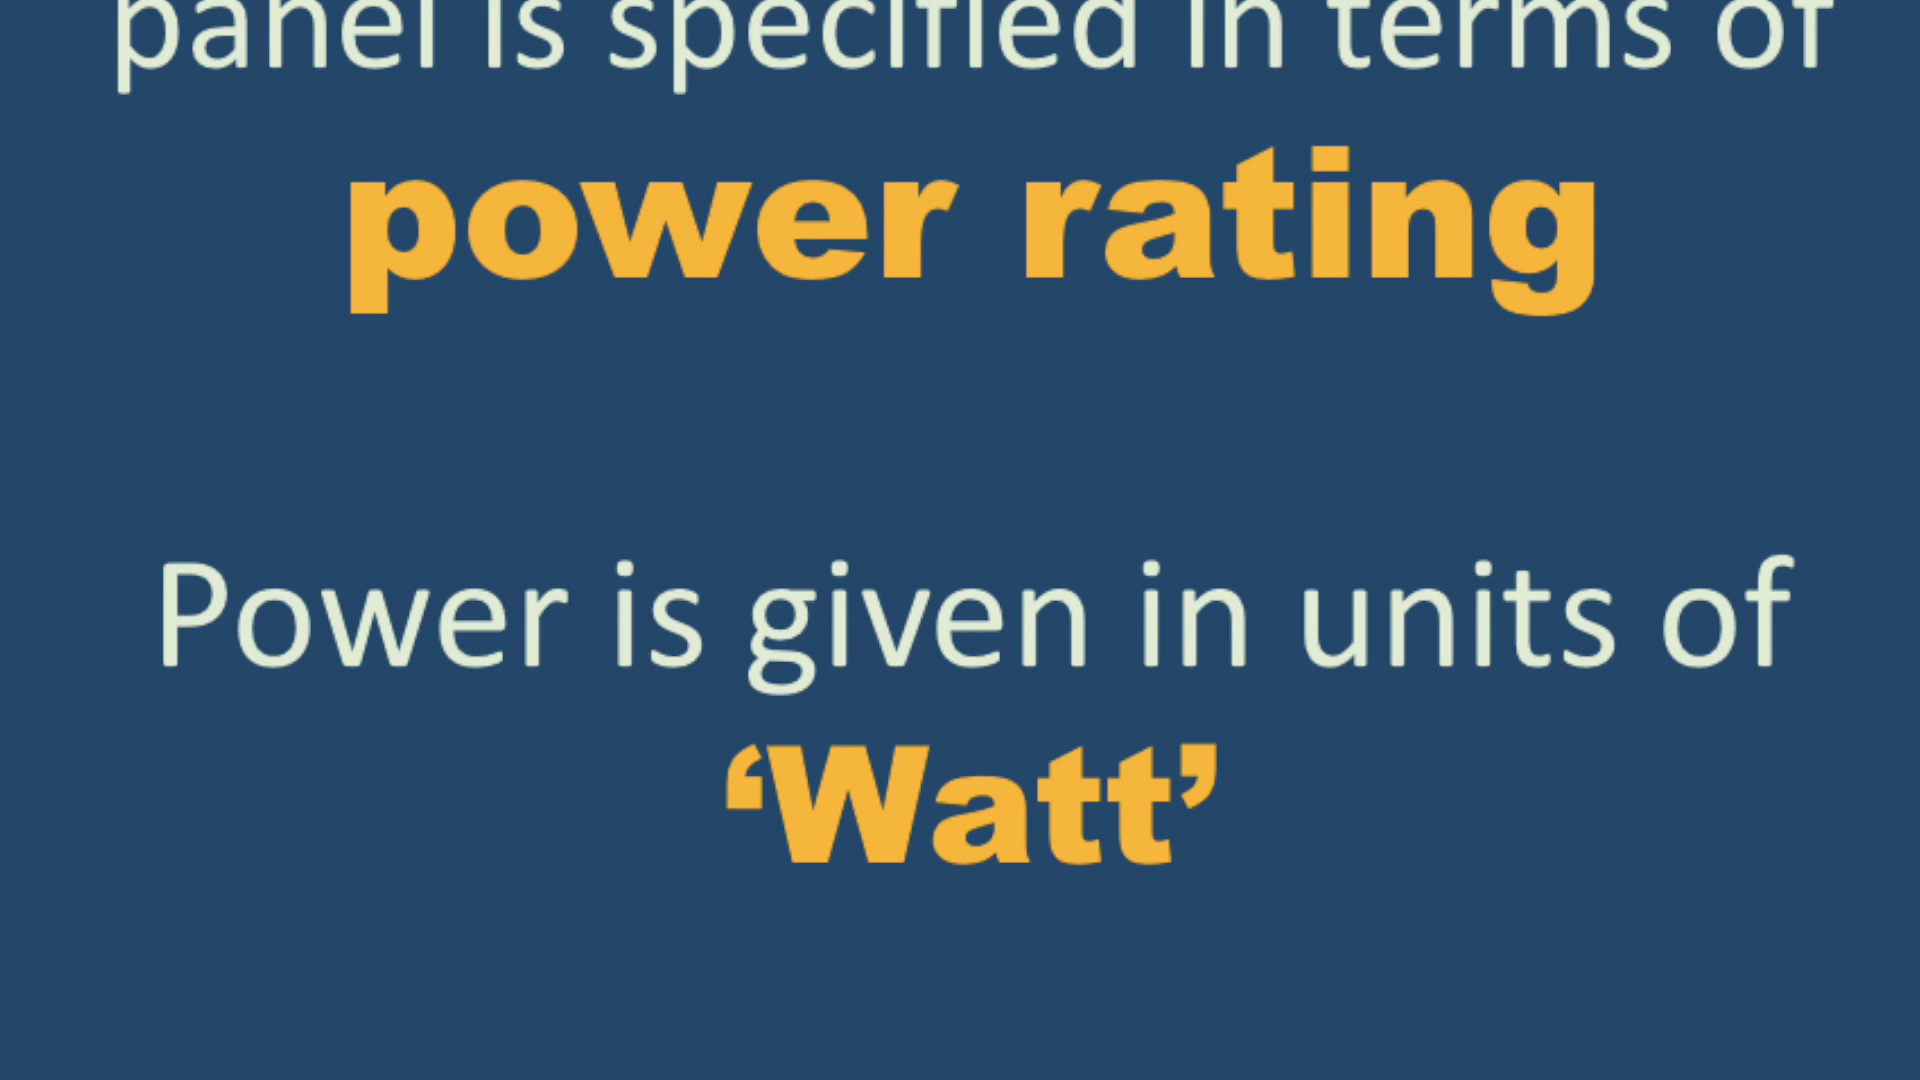 panel is specified in terms of
power rating
Power is given in units of
‘Watt’